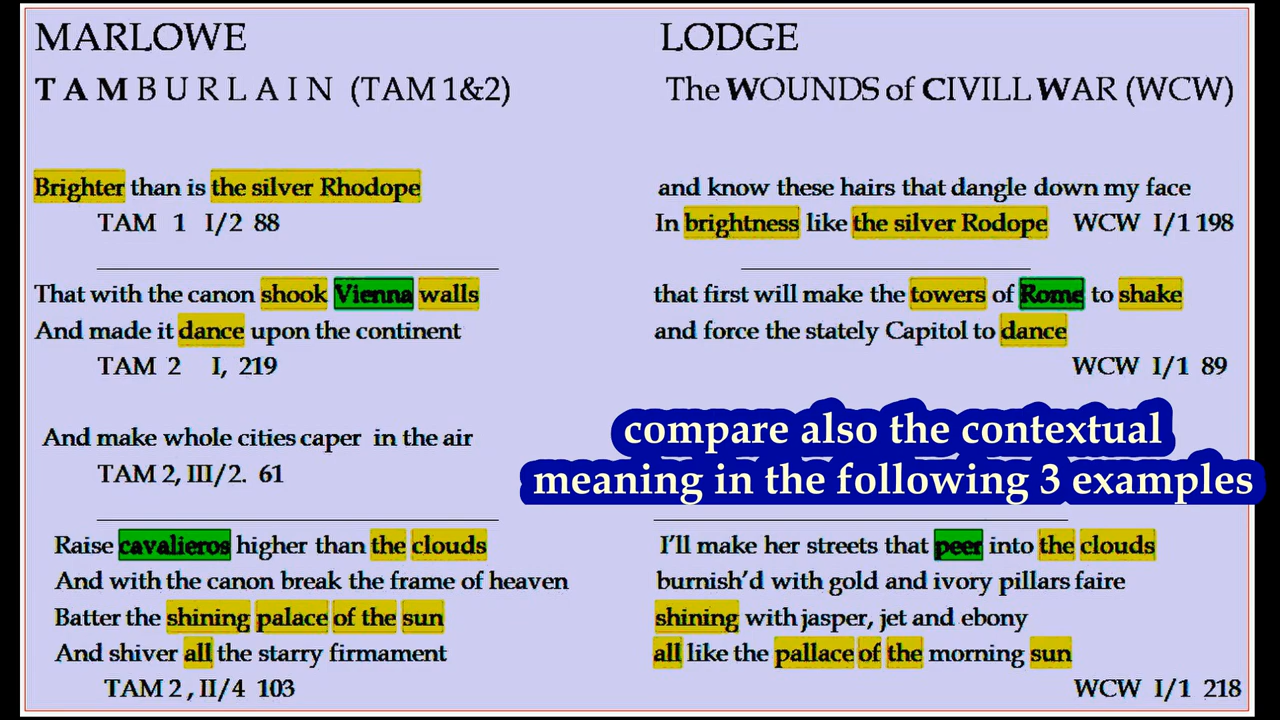 MARLOWE
TAMBURLAIN (TAM 1&2)
Brighter than is the silver Rhodope
TAM 1 I/2 88
That with the canon shook Vienna walls
And made it dance upon the continent
TAM 2 I, 219
And make whole cities caper in the air
TAM 2, III/2. 61
Raise cavalieros higher than the clouds
And with the canon break the frame of heaven
Batter the shining palace of the sun
And shiver all the starry firmament
TAM 2 , II/4 103
LODGE
The WOUNDS of CIVILL WAR (WCW)
and know these hairs that dangle down my face
In brightness like the silver Rodope WCW I/1 198
that first will make the towers of Rome to shake
and force the stately Capitol to dance
WCW I/1 89
compare also the contextual
meaning in the following 3 examples
I'll make her streets that peer into the clouds
burnish'd with gold and ivory pillars faire
shining with jasper, jet and ebony
all like the pallace of the morning sun
WCW I/1 218